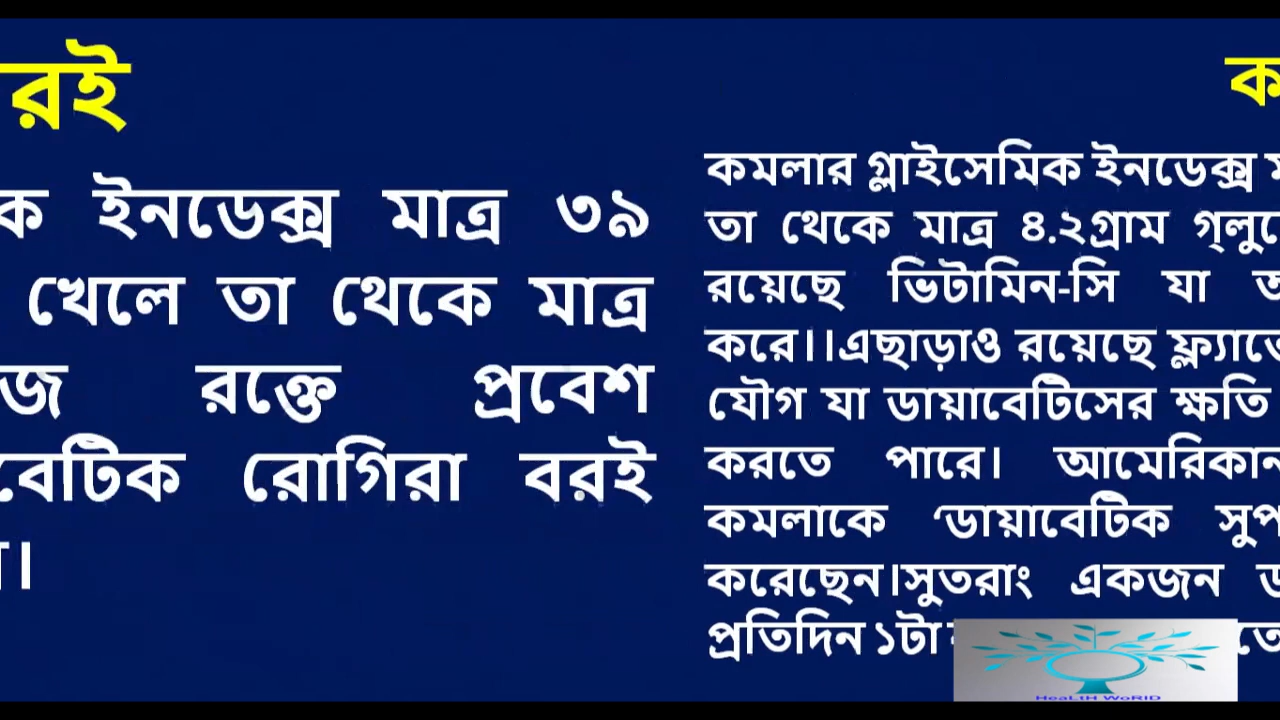 রই
ক ইনডেক্স মাত্র ৩৯
খেলে তা থেকে মাত্র
জ রক্তে প্রবেশ
বেটিক রোগিরা বরই
।
ক
কমলার গ্লাইসেমিক ইনডেক্স ম
তা থেকে মাত্র ৪.২গ্রাম গ্লু
রয়েছে ভিটামিন-সি যা অ
করে।।এছাড়াও রয়েছে ফ্ল্যাভে
যৌগ যা ডায়াবেটিসের ক্ষতি
করতে পারে। আমেরিকান
কমলাকে ‘ডায়াবেটিক সুপ
করেছেন।সুতরাং একজন ড
প্রতিদিন ১টা তে
HeaLtH WoRlD